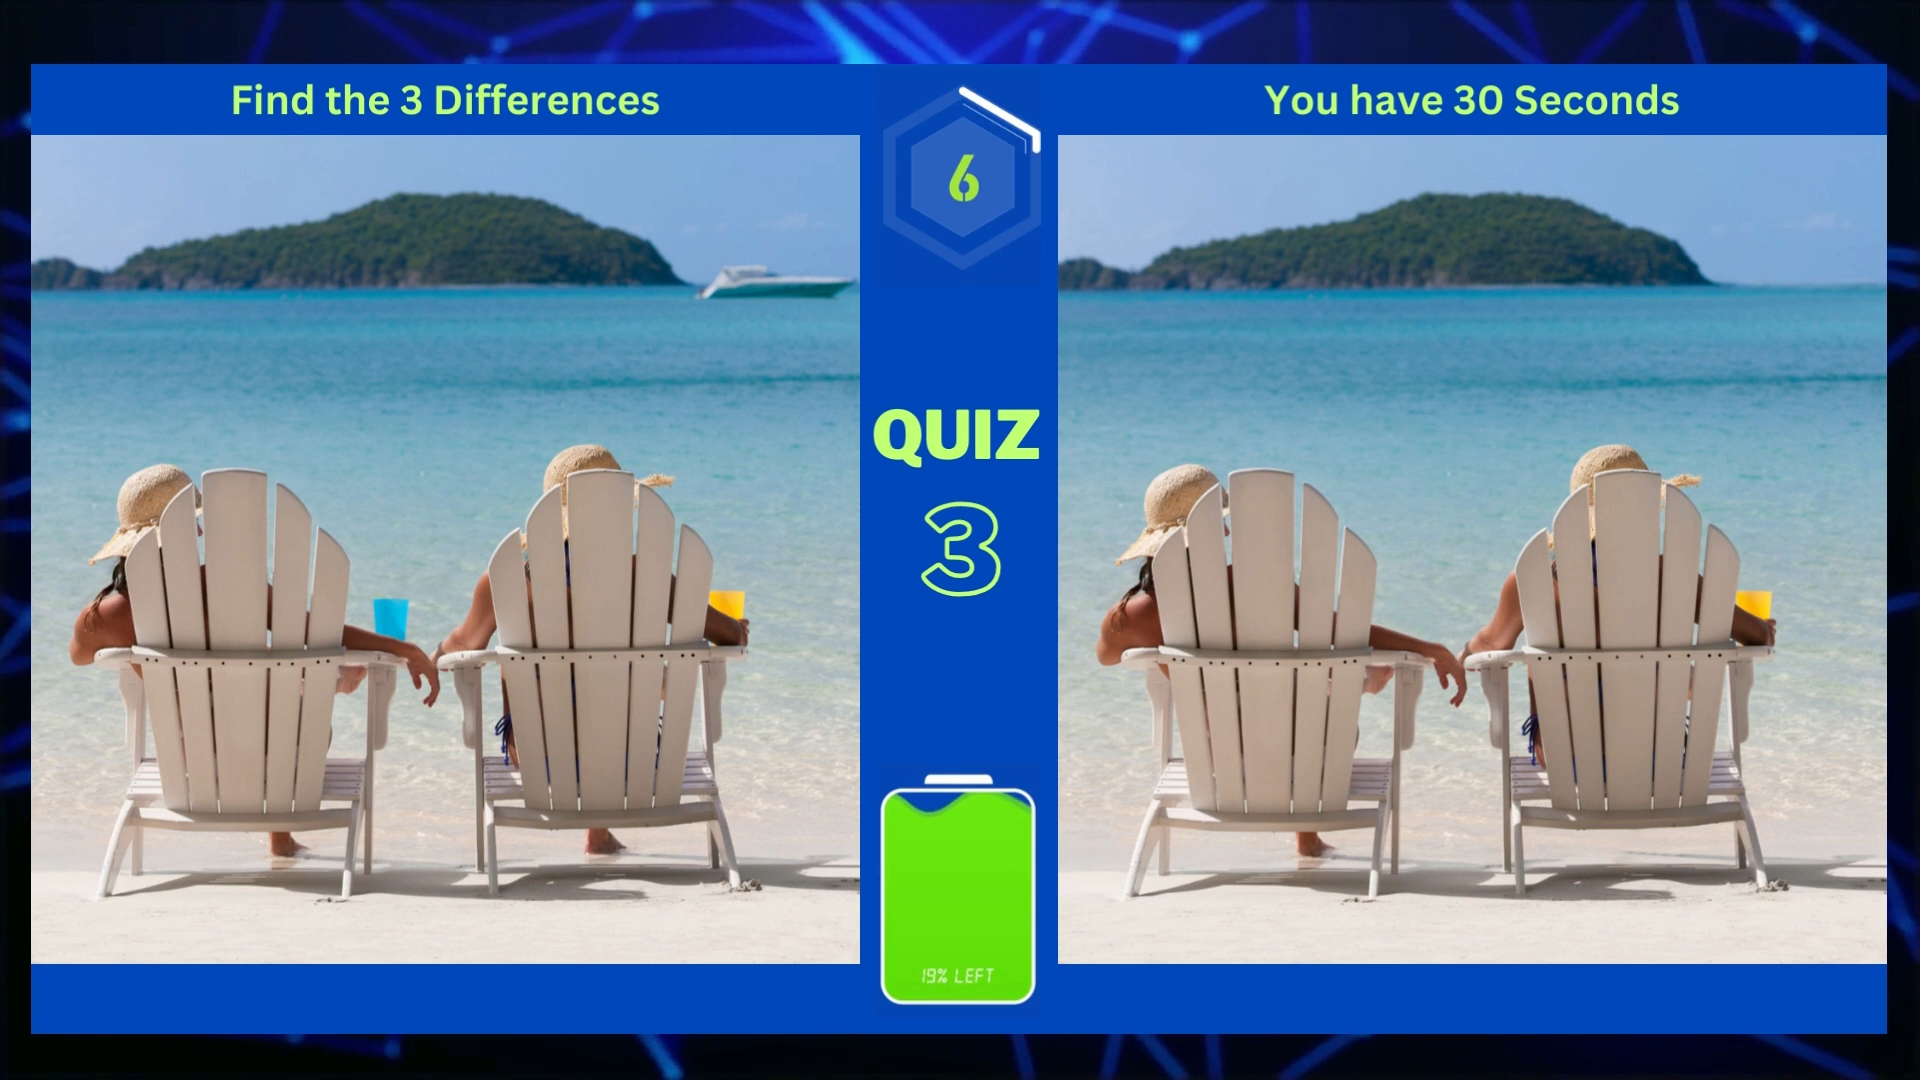 Find the 3 Differences
You have 30 Seconds
6
QUIZ
3
19% LEFT